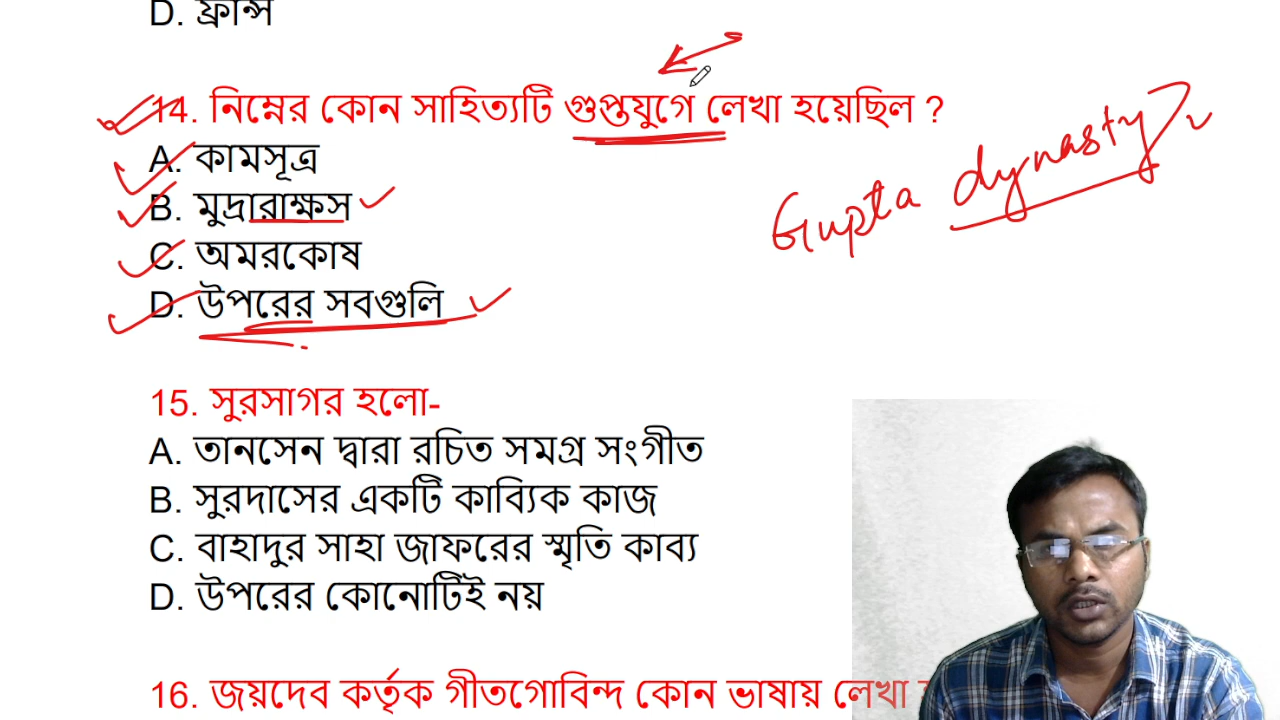 D. ফ্রান্স
14. নিম্নের কোন সাহিত্যটি গুপ্তযুগে লেখা হয়েছিল ?
A. কামসূত্র
B. মুদ্রারাক্ষস
C. অমরকোষ
D. উপরের সবগুলি
Gupta dynasty
15. সুরসাগর হলো-
A. তানসেন দ্বারা রচিত সমগ্র সংগীত
B. সুরদাসের একটি কাব্যিক কাজ
C. বাহাদুর সাহা জাফরের স্মৃতি কাব্য
D. উপরের কোনোটিই নয়
16. জয়দেব কর্তৃক গীতগোবিন্দ কোন ভাষায় লেখা